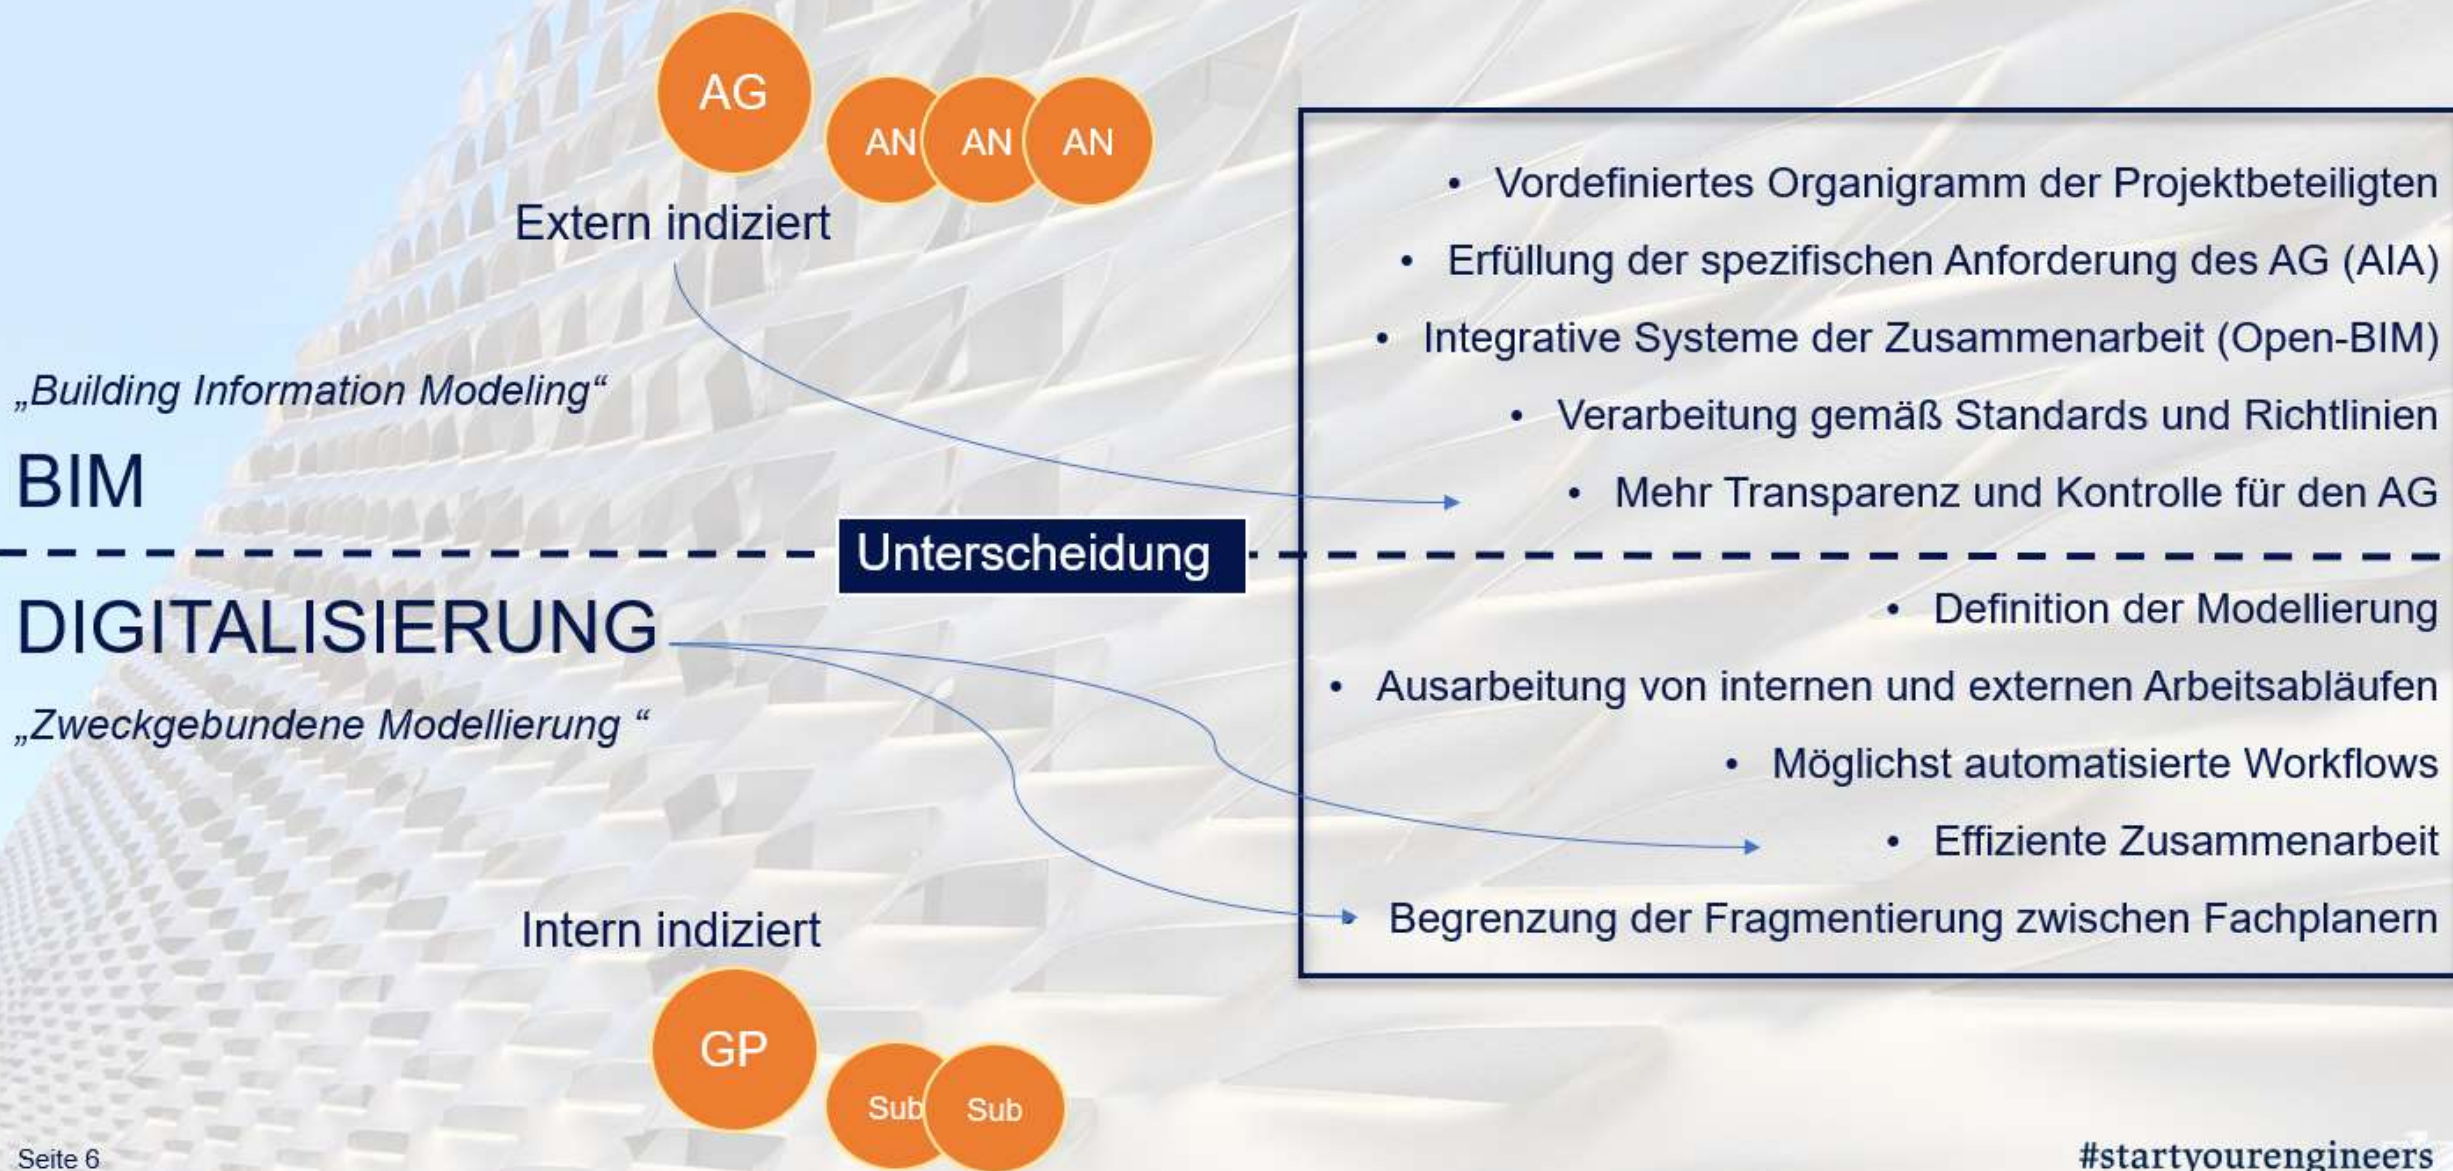 AG
AN AN AN
Extern indiziert
„Building Information Modeling“
BIM
Unterscheidung
DIGITALISIERUNG
„Zweckgebundene Modellierung “
Intern indiziert
GP
Sub Sub
• Vordefiniertes Organigramm der Projektbeteiligten
• Erfüllung der spezifischen Anforderung des AG (AIA)
• Integrative Systeme der Zusammenarbeit (Open-BIM)
• Verarbeitung gemäß Standards und Richtlinien
• Mehr Transparenz und Kontrolle für den AG
• Definition der Modellierung
• Ausarbeitung von internen und externen Arbeitsabläufen
• Möglichst automatisierte Workflows
• Effiziente Zusammenarbeit
• Begrenzung der Fragmentierung zwischen Fachplanern
Seite 6
#startyourengineers